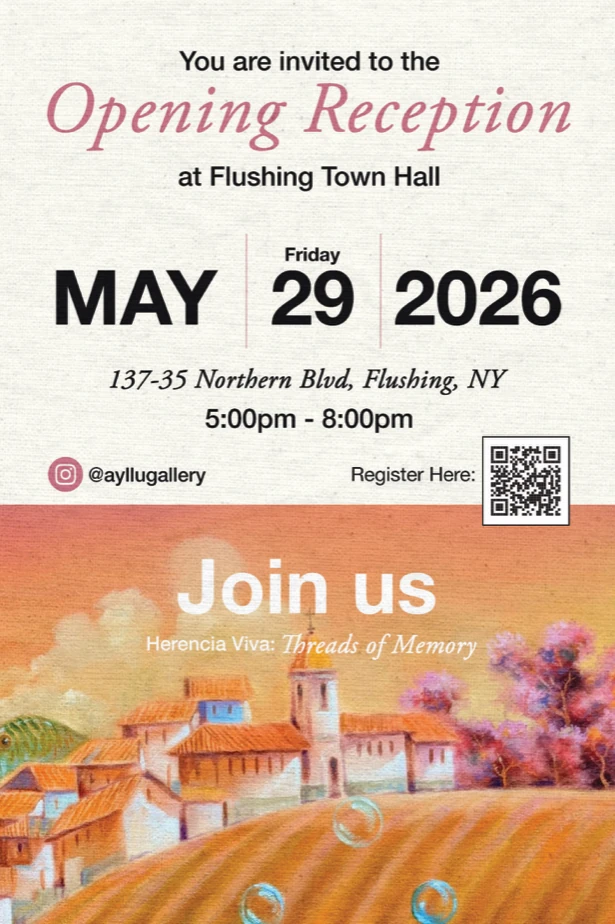 You are invited to the
Opening Reception
at Flushing Town Hall
Friday
MAY 29 2026
137-35 Northern Blvd, Flushing, NY
5:00pm - 8:00pm
@ayllugallery
Register Here:
Join us
Herencia Viva: Threads of Memory